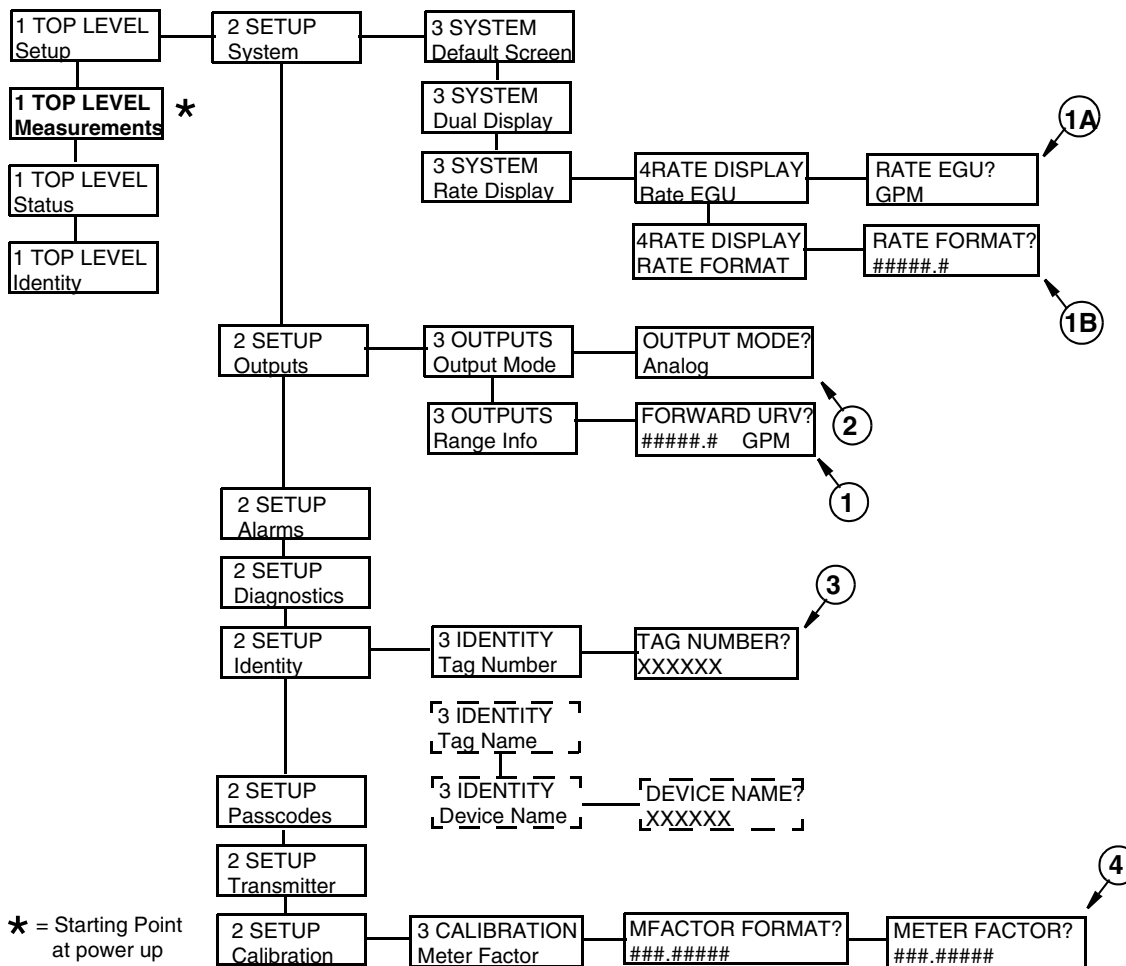 1 TOP LEVEL
Setup
2 SETUP
System
3 SYSTEM
Default Screen
1 TOP LEVEL
Measurements
*
3 SYSTEM
Dual Display
1A
1 TOP LEVEL
Status
3 SYSTEM
Rate Display
4RATE DISPLAY
Rate EGU
RATE EGU?
GPM
1 TOP LEVEL
Identity
4RATE DISPLAY
RATE FORMAT
RATE FORMAT?
#####.#
1B
2 SETUP
Outputs
3 OUTPUTS
Output Mode
OUTPUT MODE?
Analog
2
3 OUTPUTS
Range Info
FORWARD URV?
#####.# GPM
1
2 SETUP
Alarms
2 SETUP
Diagnostics
3
2 SETUP
Identity
3 IDENTITY
Tag Number
TAG NUMBER?
XXXXXX
3 IDENTITY
Tag Name
2 SETUP
Passcodes
3 IDENTITY
Device Name
DEVICE NAME?
XXXXXX
2 SETUP
Transmitter
4
* = Starting Point
at power up
2 SETUP
Calibration
3 CALIBRATION
Meter Factor
MFACTOR FORMAT?
###.#####
METER FACTOR?
###.#####